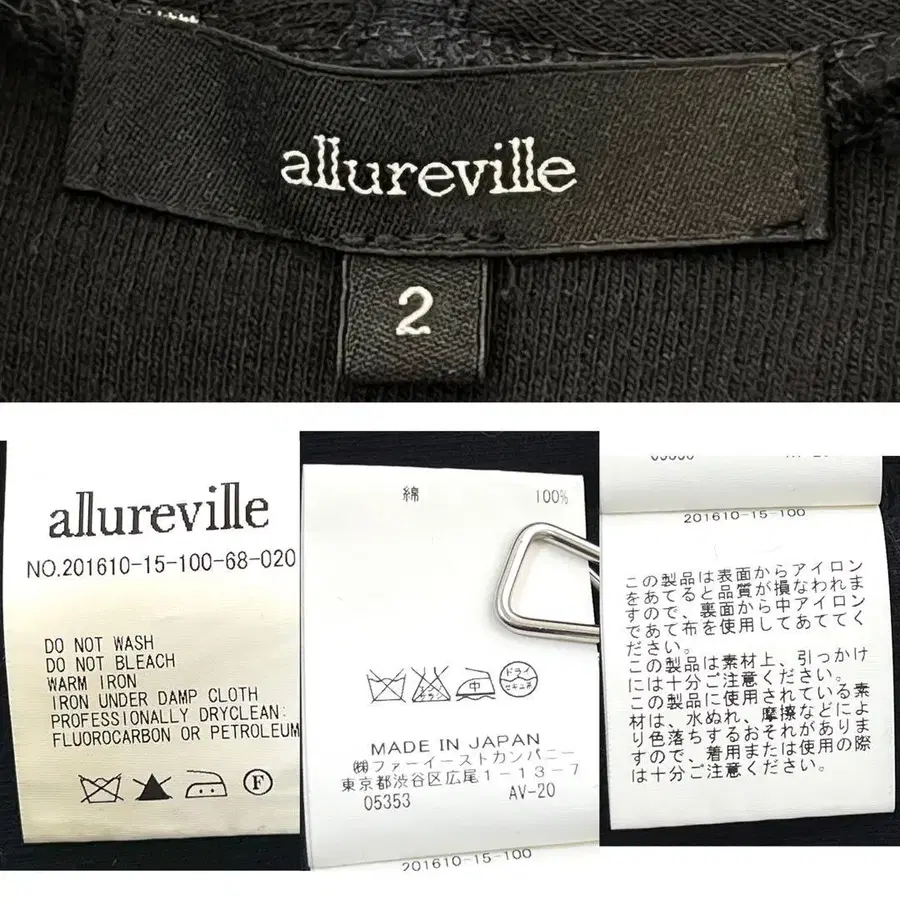 allureville
2
allureville
NO.201610-15-100-68-020
DO NOT WASH
DO NOT BLEACH
WARM IRON
IRON UNDER DAMP CLOTH
PROFESSIONALLY DRYCLEAN:
FLUOROCARBON OR PETROLEUM
F
綿 100%
エンソ
サラシ
中
ドライ
セキユ系
MADE IN JAPAN
㈱ファーイーストカンパニー
東京都渋谷区広尾1-13-7
05353 AV-20
201610-15-100
05353 AV-20
201610-15-100
この製品は表面からアイロン
をあてると品質が損なわれま
すので、裏面から中アイロン
であて布を使用してあててく
ださい。
この製品は素材上、引っかけ
には十分ご注意ください。
この製品に使用されている素
材は、水ぬれ、摩擦などによ
り色落ちするおそれがありま
すので、着用または使用の際
は十分ご注意ください。